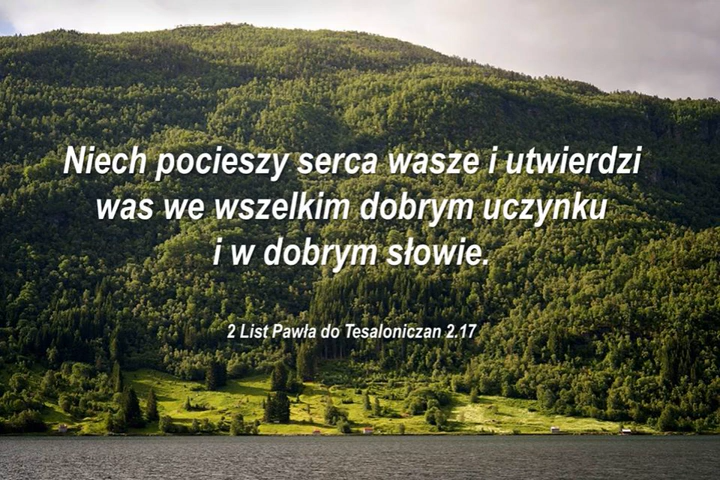 Niech pocieszy serca wasze i utwierdzi
was we wszelkim dobrym uczynku
i w dobrym słowie.
2 List Pawła do Tesaloniczan 2.17